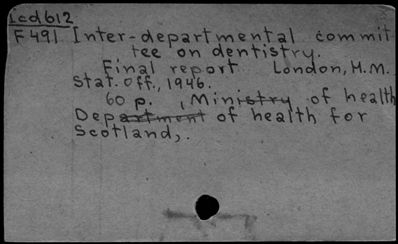 Icd612
F491 Inter-departmental commit
tee on dentistry.
Final report London, H.M.
Stat. Off., 1946.
60 p. , Ministry of health
Department of health for
Scotland,.